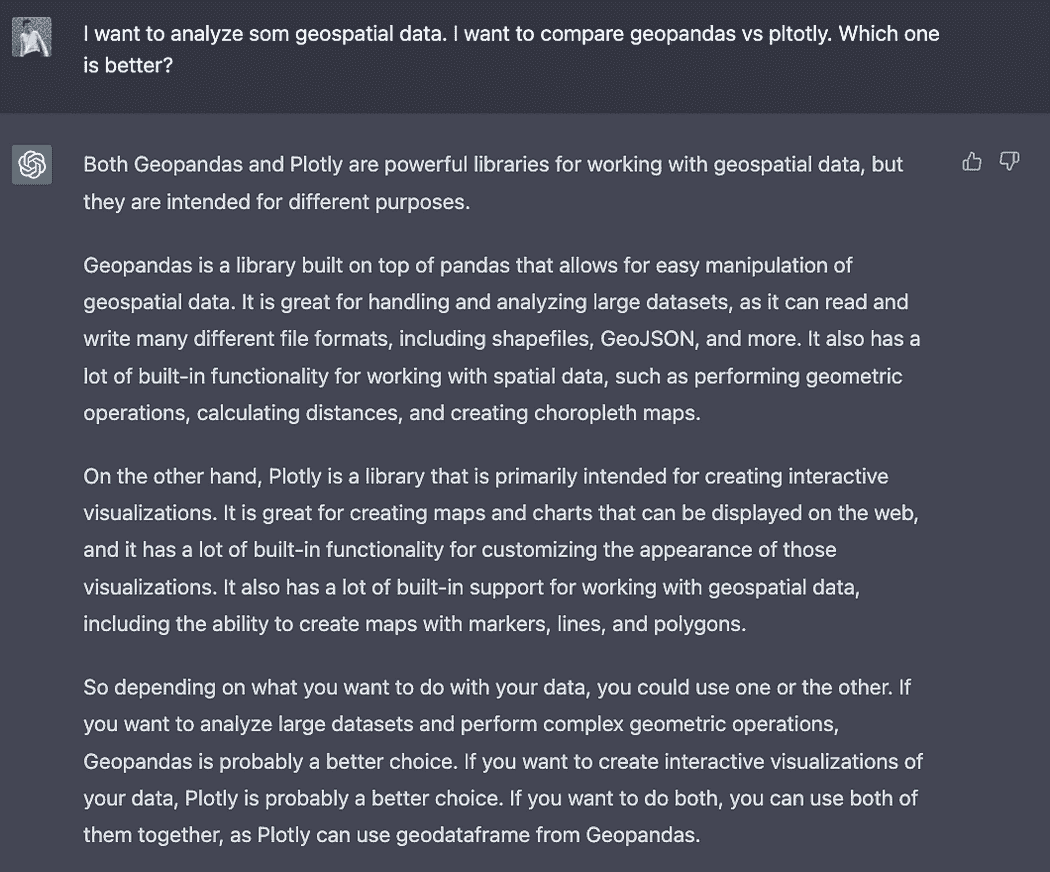 I want to analyze som geospatial data. I want to compare geopandas vs pltotly. Which one
is better?
Both Geopandas and Plotly are powerful libraries for working with geospatial data, but
they are intended for different purposes.
Geopandas is a library built on top of pandas that allows for easy manipulation of
geospatial data. It is great for handling and analyzing large datasets, as it can read and
write many different file formats, including shapefiles, GeoJSON, and more. It also has a
lot of built-in functionality for working with spatial data, such as performing geometric
operations, calculating distances, and creating choropleth maps.
On the other hand, Plotly is a library that is primarily intended for creating interactive
visualizations. It is great for creating maps and charts that can be displayed on the web,
and it has a lot of built-in functionality for customizing the appearance of those
visualizations. It also has a lot of built-in support for working with geospatial data,
including the ability to create maps with markers, lines, and polygons.
So depending on what you want to do with your data, you could use one or the other. If
you want to analyze large datasets and perform complex geometric operations,
Geopandas is probably a better choice. If you want to create interactive visualizations of
your data, Plotly is probably a better choice. If you want to do both, you can use both of
them together, as Plotly can use geodataframe from Geopandas.